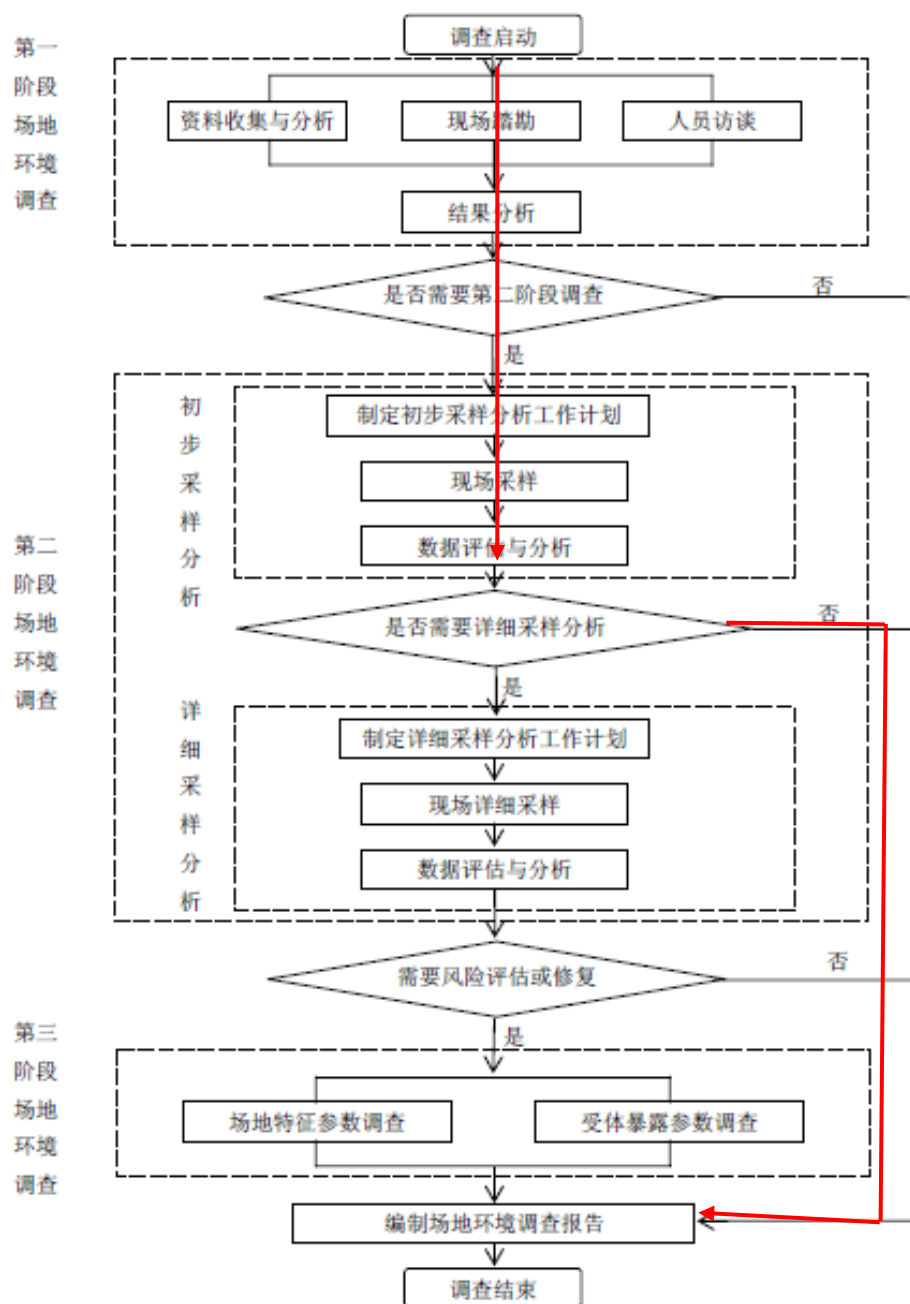 调查启动
第一
阶段
场地
环境
调查
资料收集与分析
现场踏勘
人员访谈
结果分析
是否需要第二阶段调查
否
是
第二
阶段
场地
环境
调查
初
步
采
样
分
析
制定初步采样分析工作计划
现场采样
数据评估与分析
是否需要详细采样分析
否
是
详
细
采
样
分
析
制定详细采样分析工作计划
现场详细采样
数据评估与分析
需要风险评估或修复
否
是
第三
阶段
场地
环境
调查
场地特征参数调查
受体暴露参数调查
编制场地环境调查报告
调查结束